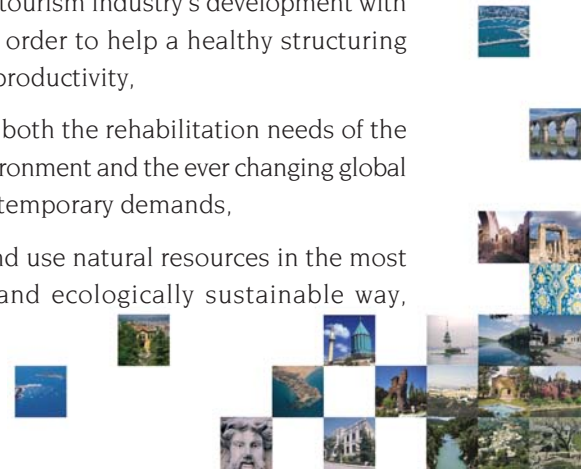 tourism industry's development with
order to help a healthy structuring
productivity,
both the rehabilitation needs of the
ronment and the ever changing global
temporary demands,
nd use natural resources in the most
and ecologically sustainable way,